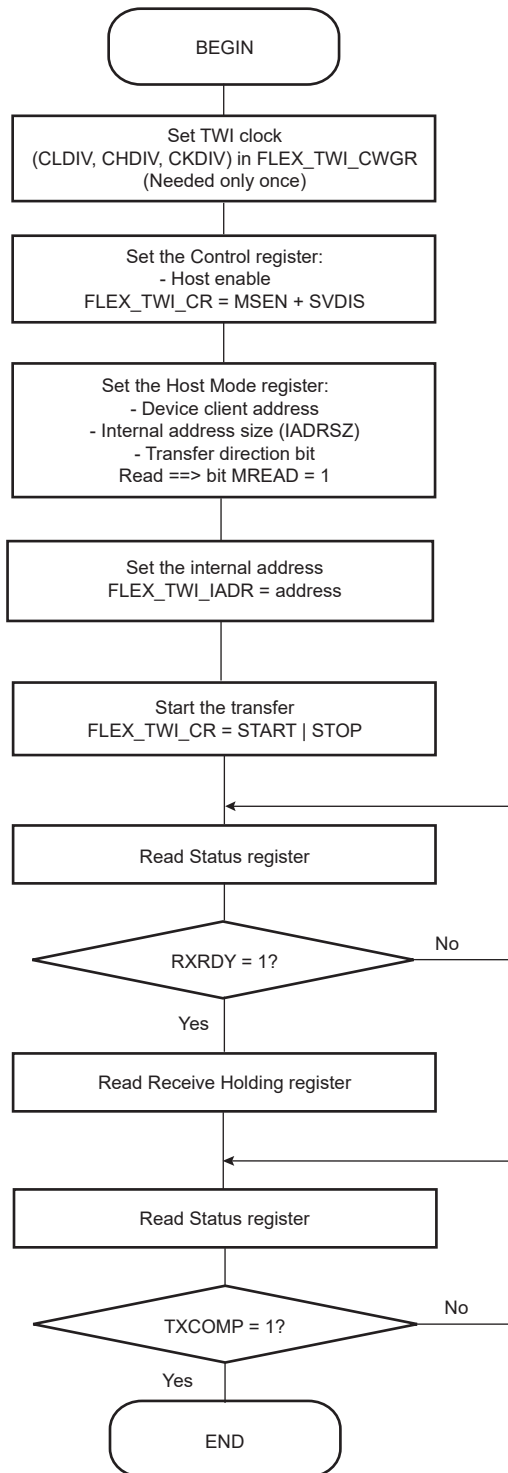 BEGIN
Set TWI clock
(CLDIV, CHDIV, CKDIV) in FLEX_TWI_CWGR
(Needed only once)
Set the Control register:
- Host enable
FLEX_TWI_CR = MSEN + SVDIS
Set the Host Mode register:
- Device client address
- Internal address size (IADRSZ)
- Transfer direction bit
Read ==> bit MREAD = 1
Set the internal address
FLEX_TWI_IADR = address
Start the transfer
FLEX_TWI_CR = START | STOP
Read Status register
RXRDY = 1?
No
Yes
Read Receive Holding register
Read Status register
TXCOMP = 1?
No
Yes
END